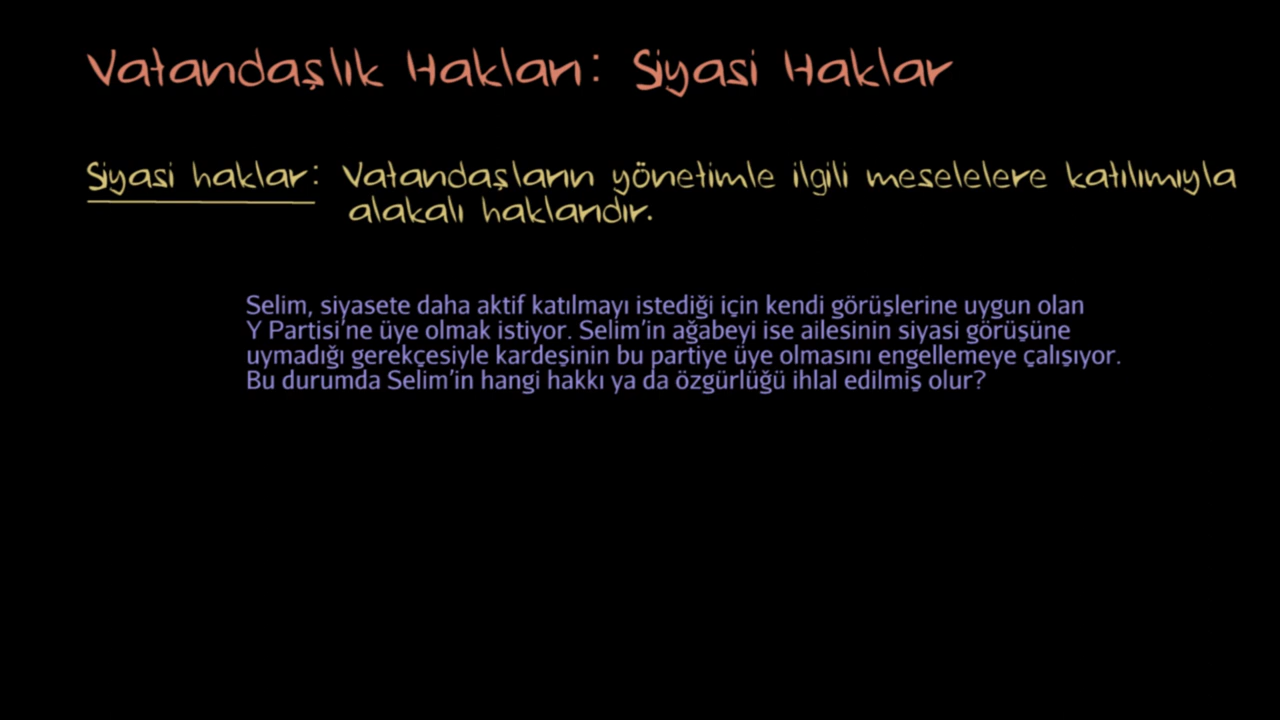 Vatandaşlık Hakları: Siyasi Haklar
Siyasi haklar: Vatandaşların yönetimle ilgili meselelere katılımıyla
alakalı haklarıdır.
Selim, siyasete daha aktif katılmayı istediği için kendi görüşlerine uygun olan
Y Partisi'ne üye olmak istiyor. Selim'in ağabeyi ise ailesinin siyasi görüşüne
uymadığı gerekçesiyle kardeşinin bu partiye üye olmasını engellemeye çalışıyor.
Bu durumda Selim'in hangi hakkı ya da özgürlüğü ihlal edilmiş olur?